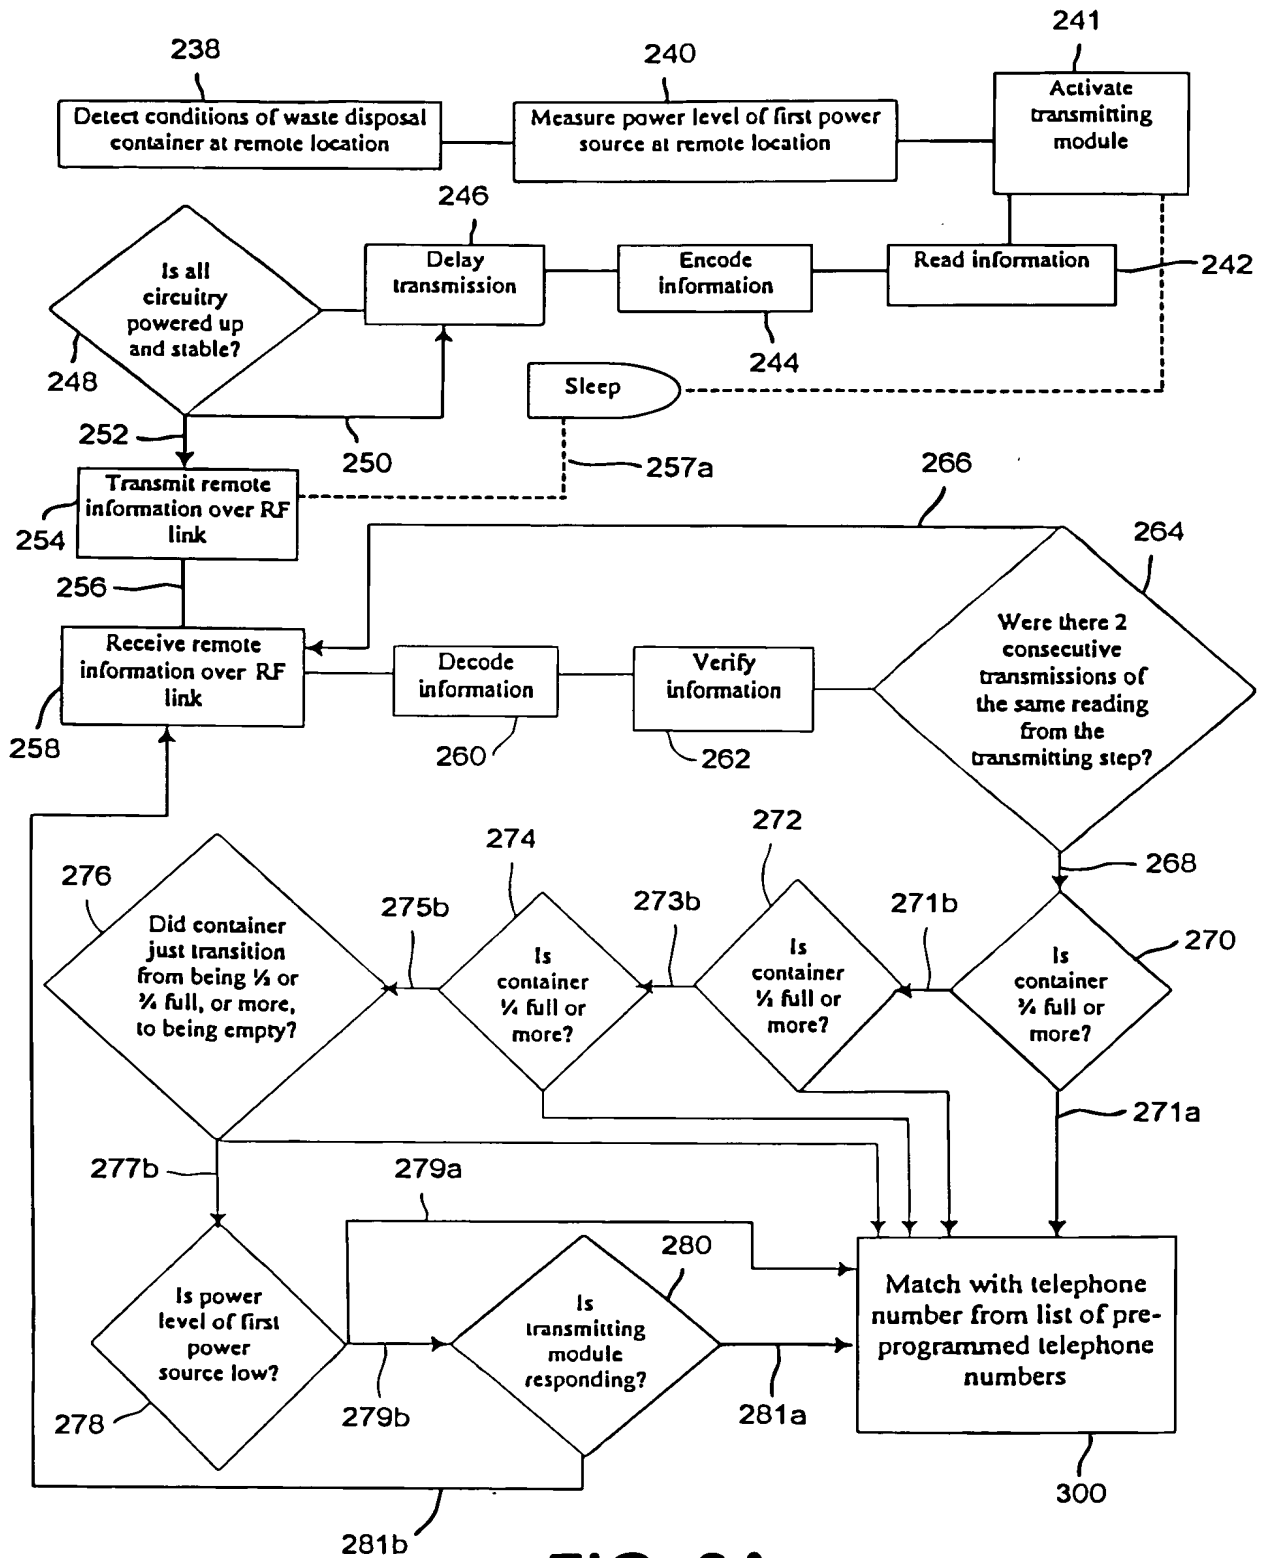 238
240
241
Detect conditions of waste disposal
container at remote location
Measure power level of first power
source at remote location
Activate
transmitting
module
246
Is all
circuitry
powered up
and stable?
248
Delay
transmission
Encode
information
244
Read information
242
Sleep
252
250
257a
266
264
Transmit remote
information over RF
link
254
256
Receive remote
information over RF
link
258
Decode
information
260
Verify
information
262
Were there 2
consecutive
transmissions of
the same reading
from the
transmitting step?
268
276
274
272
275b
273b
271b
270
Did container
just transition
from being ½ or
¾ full, or more,
to being empty?
Is
container
¼ full or
more?
Is
container
½ full or
more?
Is
container
¾ full or
more?
271a
277b
279a
280
Is power
level of first
power
source low?
278
279b
Is
transmitting
module
responding?
281a
Match with telephone
number from list of pre-
programmed telephone
numbers
300
281b